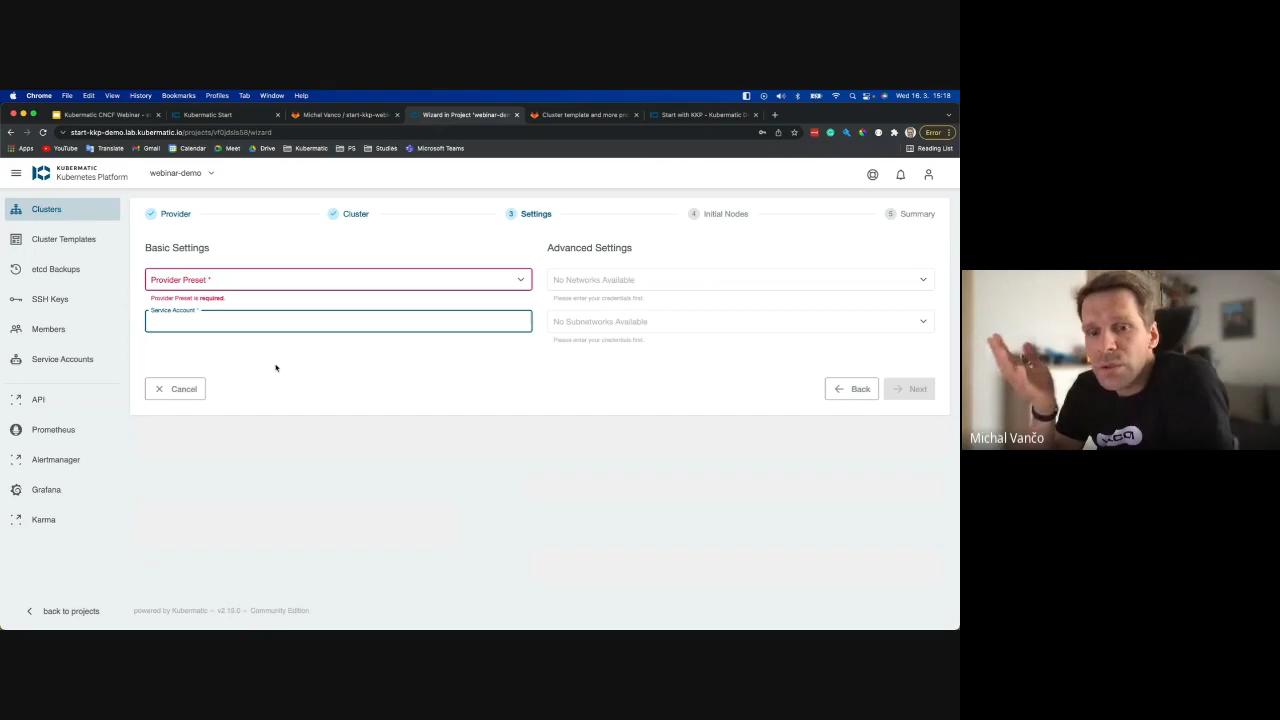 Chrome File Edit View History Bookmarks Profiles Tab Window Help
Wed 16. 3. 15:18
Kubermatic CNCF Webinar - s
Kubermatic Start
Michal Vanco / start-kkp-web
Wizard in Project 'webinar-de
Cluster template and more pr
Start with KKP - Kubermatic D
start-kkp-demo.lab.kubermatic.io/projects/vf0jdsls58/wizard
Error
Apps YouTube Translate Gmail Calendar Meet Drive Kubermatic PS Studies Microsoft Teams
Reading List
KUBERMATIC
Kubernetes Platform
webinar-demo
Clusters
Cluster Templates
etcd Backups
SSH Keys
Members
Service Accounts
API
Prometheus
Alertmanager
Grafana
Karma
back to projects
Provider
Cluster
3 Settings
4 Initial Nodes
5 Summary
Basic Settings
Provider Preset *
Provider Preset is required.
Service Account *
Advanced Settings
No Networks Available
Please enter your credentials first.
No Subnetworks Available
Please enter your credentials first.
Cancel
Back
Next
powered by Kubermatic – v2.19.0 – Community Edition
Michal Vančo